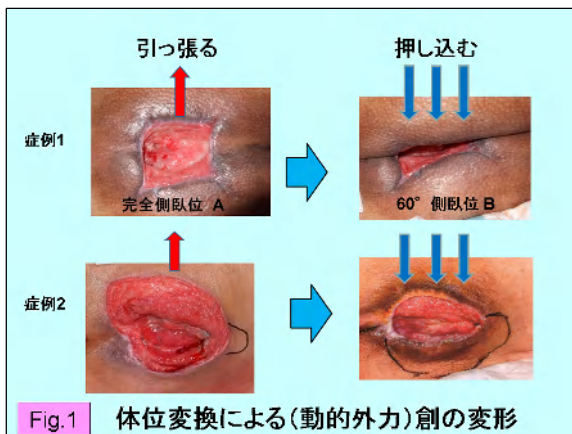 引っ張る
押し込む
症例1
完全側臥位 A
60° 側臥位 B
症例2
Fig.1
体位変換による(動的外力)創の変形